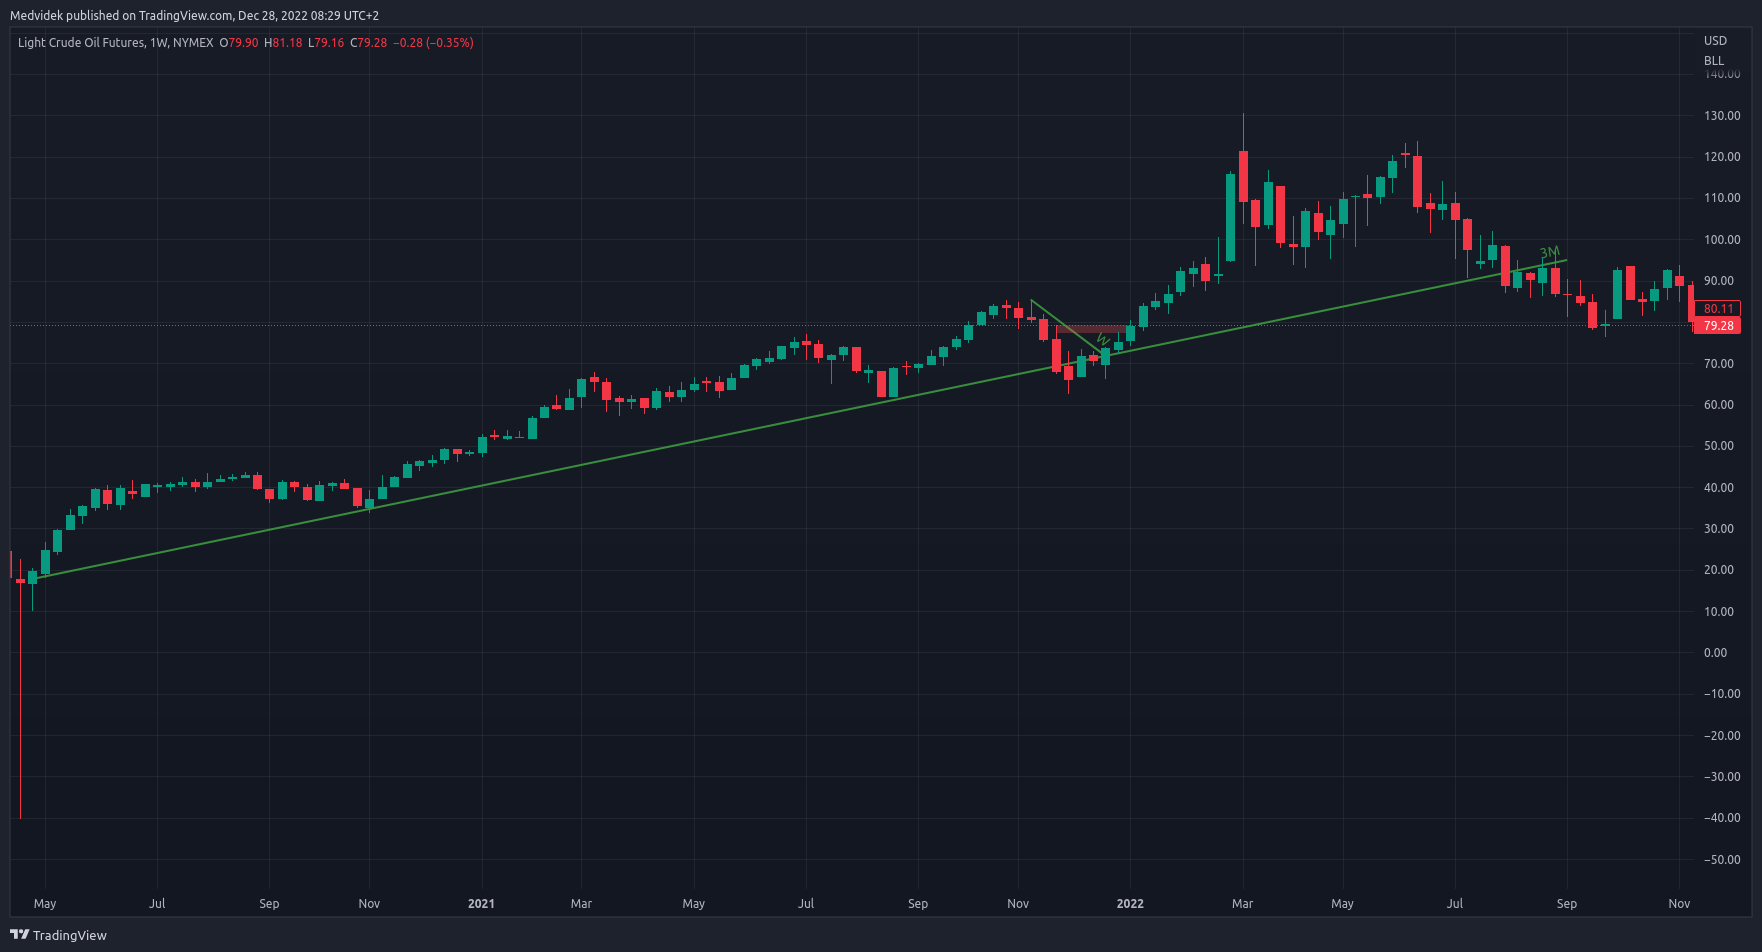 Medvidek published on TradingView.com, Dec 28, 2022 08:29 UTC+2
Light Crude Oil Futures, 1W, NYMEX O79.90 H81.18 L79.16 C79.28 −0.28 (−0.35%)
USD
BLL
140.00
130.00
120.00
110.00
100.00
3M
90.00
80.11
79.28
W
70.00
60.00
50.00
40.00
30.00
20.00
10.00
0.00
−10.00
−20.00
−30.00
−40.00
−50.00
May Jul Sep Nov 2021 Mar May Jul Sep Nov 2022 Mar May Jul Sep Nov
TradingView